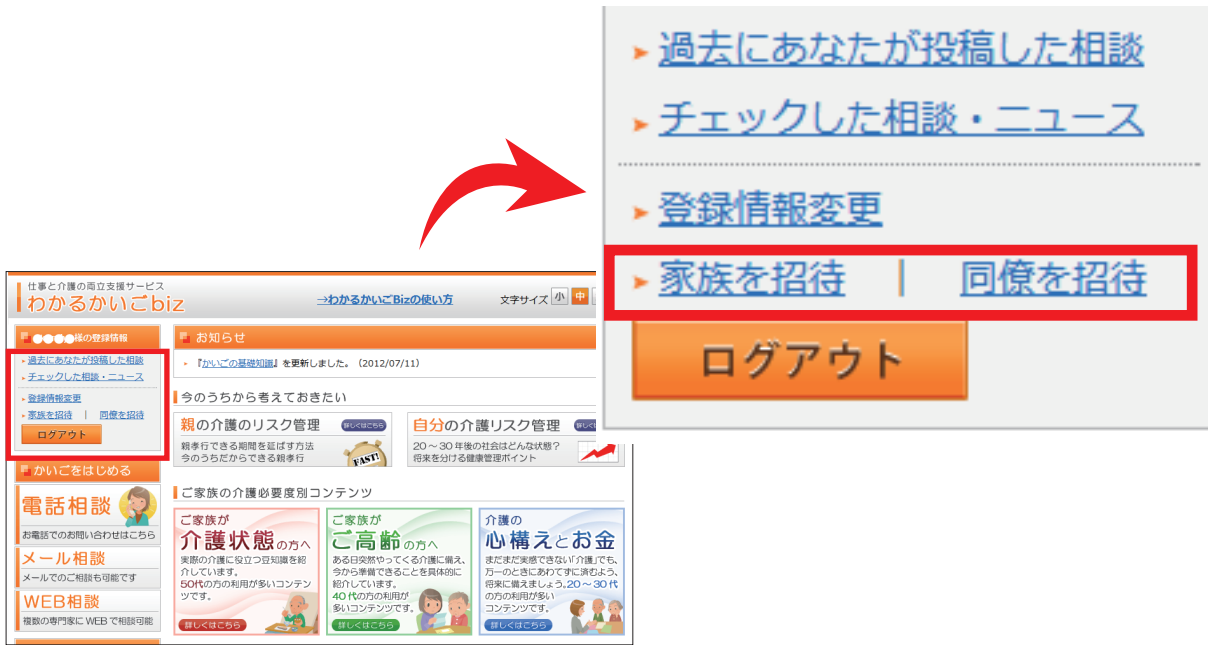 過去にあなたが投稿した相談
チェックした相談・ニュース
登録情報変更
家族を招待 | 同僚を招待
ログアウト
仕事と介護の両立支援サービス
わかるかいごbiz
→わかるかいごBizの使い方
文字サイズ 小 中
●●●●様の登録情報
過去にあなたが投稿した相談
チェックした相談・ニュース
登録情報変更
家族を招待 | 同僚を招待
ログアウト
お知らせ
『かいごの基礎知識』を更新しました。(2012/07/11)
今のうちから考えておきたい
親の介護のリスク管理 詳しくはこちら
親孝行できる期間を延ばす方法
今のうちだからできる親孝行
FAST!
自分の介護リスク管理
20～30年後の社会はどんな状態?
将来を分ける健康管理ポイント
かいごをはじめる
電話相談
お電話でのお問い合わせはこちら
メール相談
メールでのご相談も可能です
WEB相談
複数の専門家に WEB で相談可能
ご家族の介護必要度別コンテンツ
ご家族が
介護状態の方へ
実際の介護に役立つ豆知識を紹
介しています。
50代の方の利用が多いコンテン
ツです。
詳しくはこちら
ご家族が
ご高齢の方へ
ある日突然やってくる介護に備え、
今から準備できることを具体的に
紹介しています。
40代の方の利用が
多いコンテンツです。
詳しくはこちら
介護の
心構えとお金
まだまだ実感できない「介護」でも、
万一のときにあわてずに済むよう、
将来に備えましょう。20～30代
の方の利用が多い
コンテンツです。
詳しくはこちら